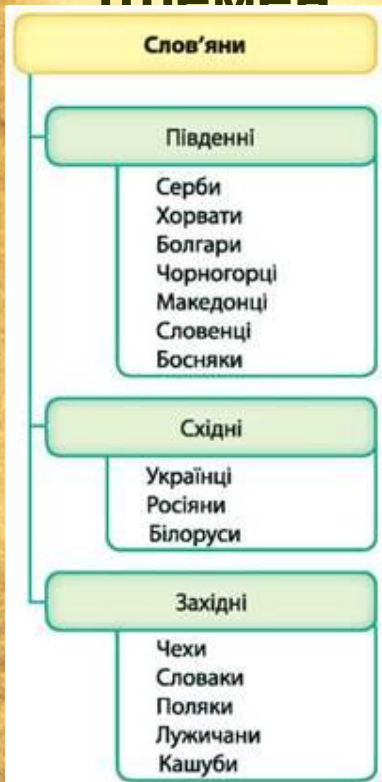 Слов’яни
Південні
Серби
Хорвати
Болгари
Чорногорці
Македонці
Словенці
Босняки
Східні
Українці
Росіяни
Білоруси
Західні
Чехи
Словаки
Поляки
Лужичани
Кашуби